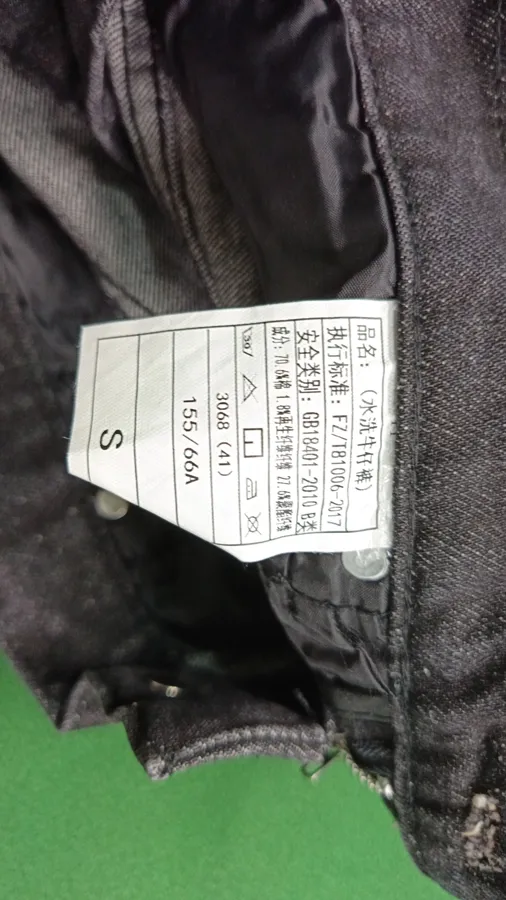 品名：（水洗牛仔裤）
执行标准：FZ/T81006-2017
安全类别：GB18401-2010 B类
成分：70.6%棉 1.8%再生纤维纤维 27.6%聚酯纤维
3068 (41)
155/66A
S